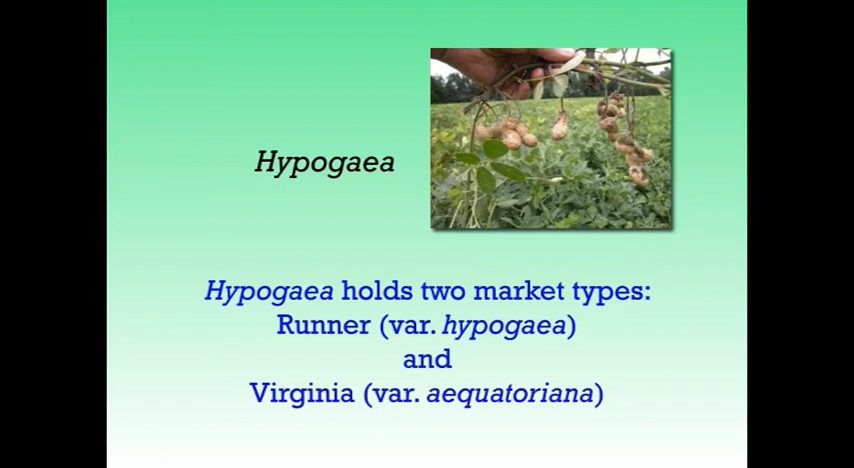 Hypogaea
Hypogaea holds two market types:
Runner (var. hypogaea)
and
Virginia (var. aequatoriana)